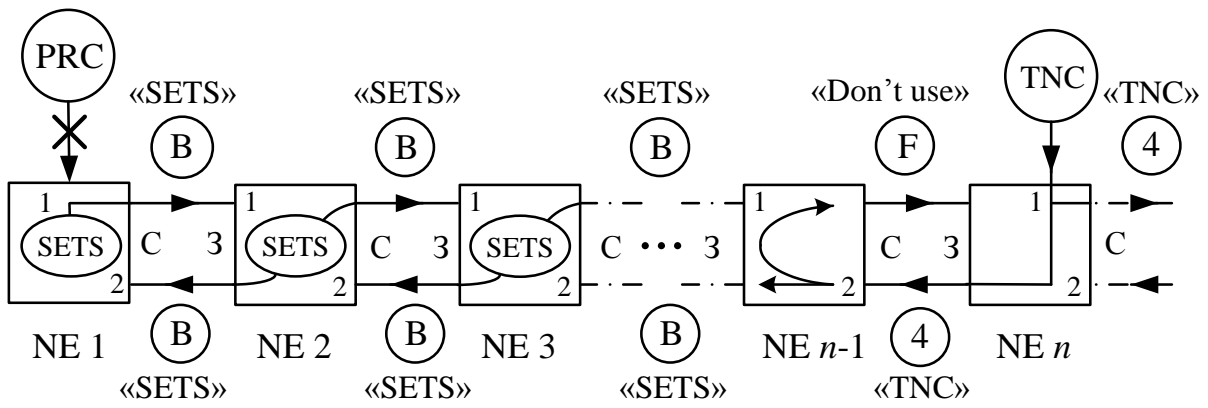 PRC
TNC
«SETS»
«SETS»
«SETS»
«Don't use»
«TNC»
B
B
B
F
4
1
1
1
1
1
SETS
C
3
SETS
C
3
SETS
C
•••
3
C
3
C
2
2
2
2
2
NE 1
B
NE 2
B
NE 3
B
NE n-1
4
NE n
«SETS»
«SETS»
«SETS»
«TNC»